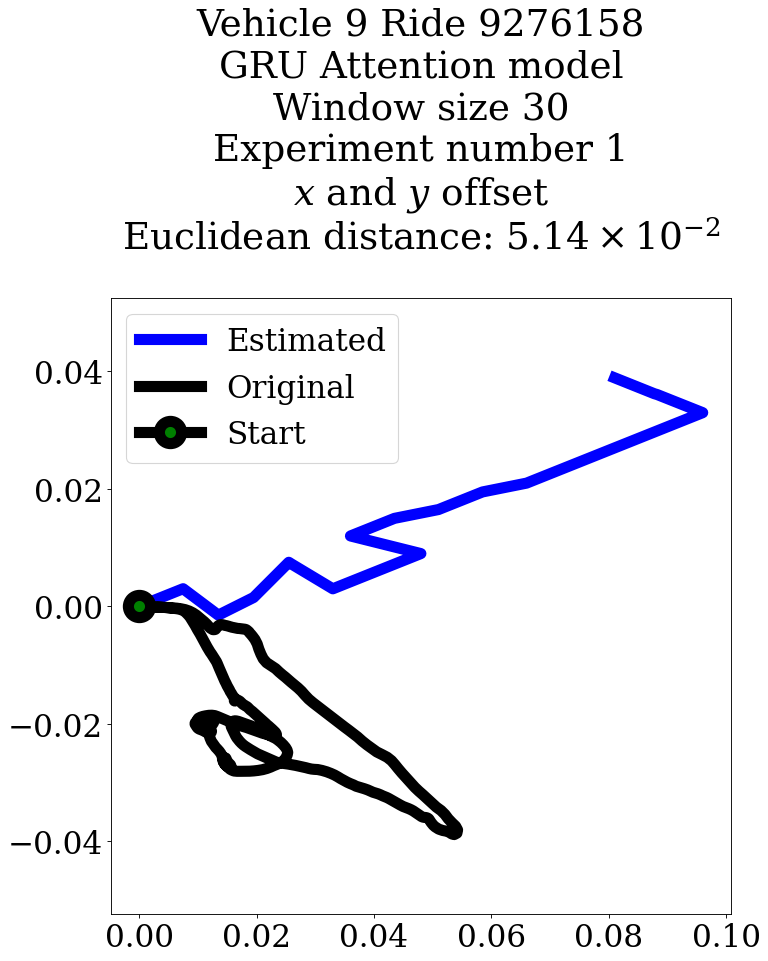 Vehicle 9 Ride 9276158
GRU Attention model
Window size 30
Experiment number 1
x and y offset
Euclidean distance: 5.14 × 10⁻²
Estimated
Original
Start
0.04
0.02
0.00
−0.02
−0.04
0.00 0.02 0.04 0.06 0.08 0.10